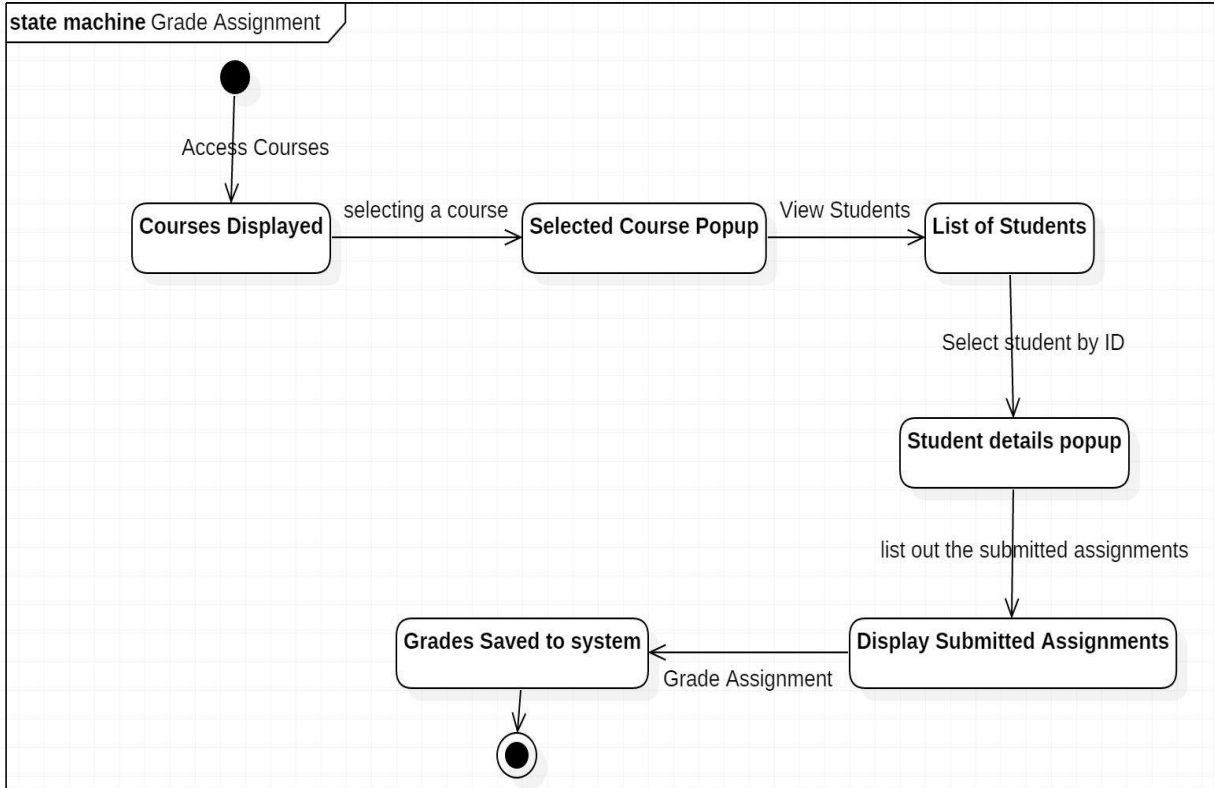 state machine Grade Assignment
Access Courses
Courses Displayed
selecting a course
Selected Course Popup
View Students
List of Students
Select student by ID
Student details popup
list out the submitted assignments
Display Submitted Assignments
Grade Assignment
Grades Saved to system